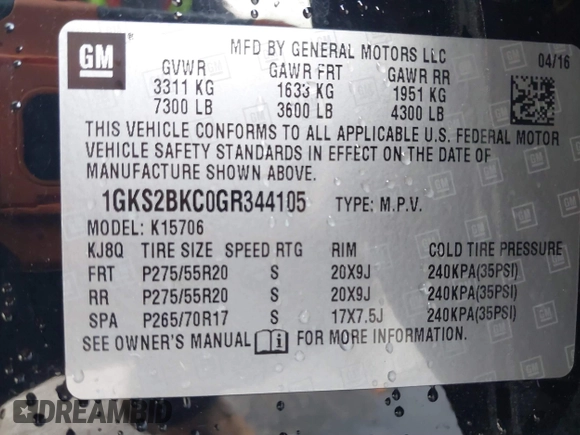 GM
MFD BY GENERAL MOTORS LLC
04/16
GVWR GAWR FRT GAWR RR
3311 KG 1633 KG 1951 KG
7300 LB 3600 LB 4300 LB
THIS VEHICLE CONFORMS TO ALL APPLICABLE U.S. FEDERAL MOTOR
VEHICLE SAFETY STANDARDS IN EFFECT ON THE DATE OF
MANUFACTURE SHOWN ABOVE.
1GKS2BKC0GR344105 TYPE: M.P.V.
MODEL: K15706
KJ8Q TIRE SIZE SPEED RTG RIM COLD TIRE PRESSURE
FRT P275/55R20 S 20X9J 240KPA(35PSI)
RR P275/55R20 S 20X9J 240KPA(35PSI)
SPA P265/70R17 S 17X7.5J 240KPA(35PSI)
SEE OWNER'S MANUAL i FOR MORE INFORMATION.
DREAMBID